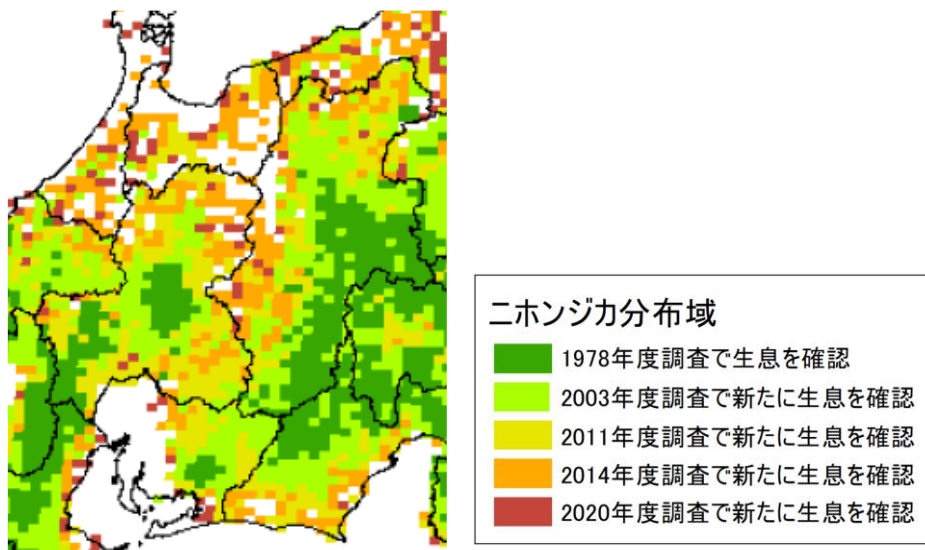 ニホンジカ分布域
1978年度調査で生息を確認
2003年度調査で新たに生息を確認
2011年度調査で新たに生息を確認
2014年度調査で新たに生息を確認
2020年度調査で新たに生息を確認